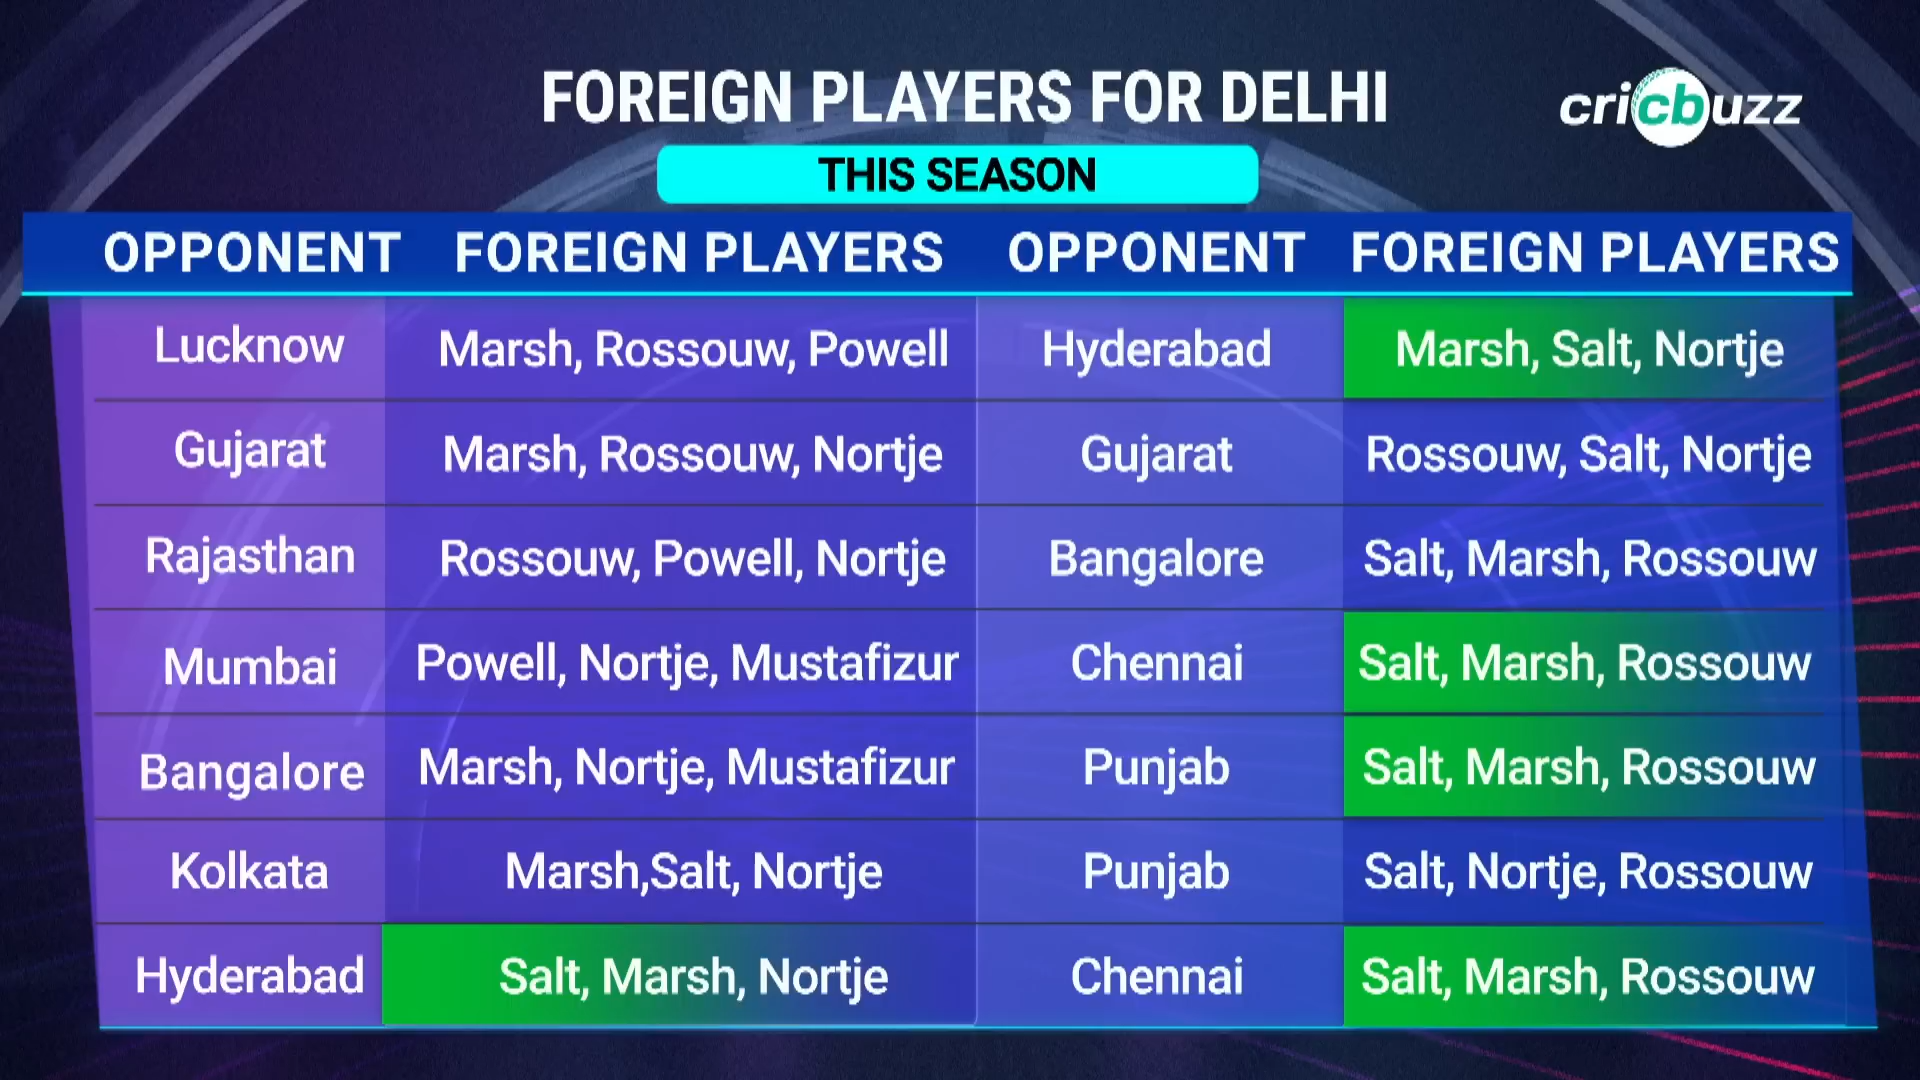 FOREIGN PLAYERS FOR DELHI
cricbuzz
THIS SEASON
OPPONENT FOREIGN PLAYERS OPPONENT FOREIGN PLAYERS
Lucknow Marsh, Rossouw, Powell Hyderabad Marsh, Salt, Nortje
Gujarat Marsh, Rossouw, Nortje Gujarat Rossouw, Salt, Nortje
Rajasthan Rossouw, Powell, Nortje Bangalore Salt, Marsh, Rossouw
Mumbai Powell, Nortje, Mustafizur Chennai Salt, Marsh, Rossouw
Bangalore Marsh, Nortje, Mustafizur Punjab Salt, Marsh, Rossouw
Kolkata Marsh,Salt, Nortje Punjab Salt, Nortje, Rossouw
Hyderabad Salt, Marsh, Nortje Chennai Salt, Marsh, Rossouw